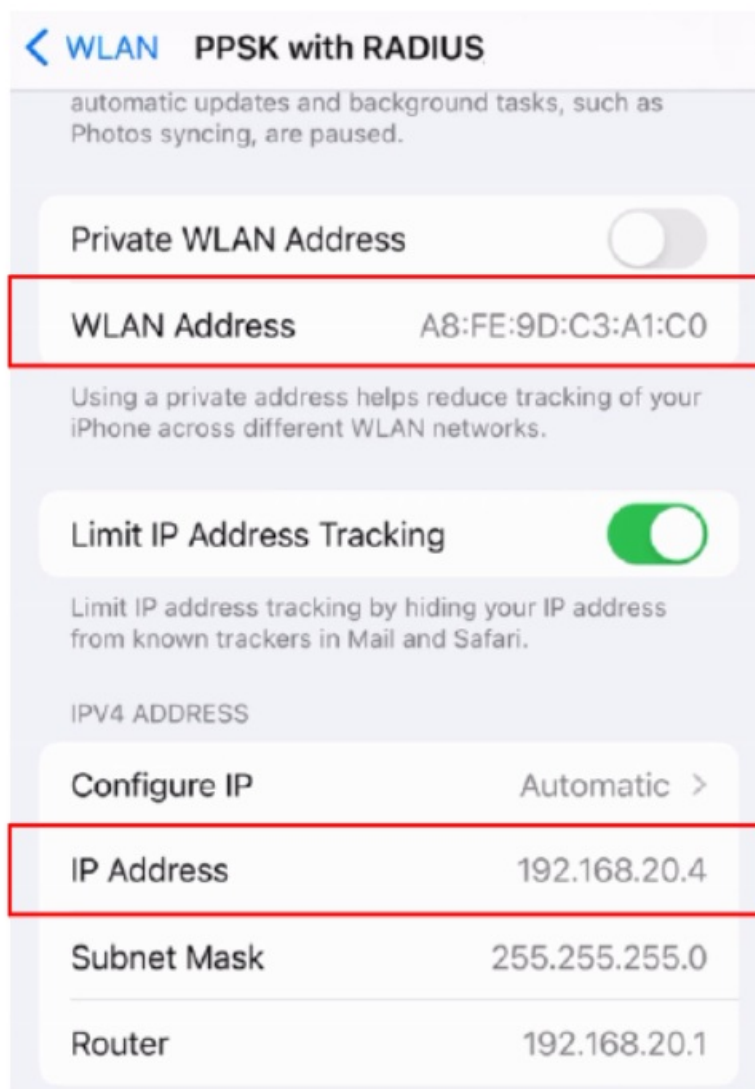 WLAN PPSK with RADIUS
automatic updates and background tasks, such as
Photos syncing, are paused.
Private WLAN Address
WLAN Address A8:FE:9D:C3:A1:C0
Using a private address helps reduce tracking of your
iPhone across different WLAN networks.
Limit IP Address Tracking
Limit IP address tracking by hiding your IP address
from known trackers in Mail and Safari.
IPV4 ADDRESS
Configure IP Automatic
IP Address 192.168.20.4
Subnet Mask 255.255.255.0
Router 192.168.20.1